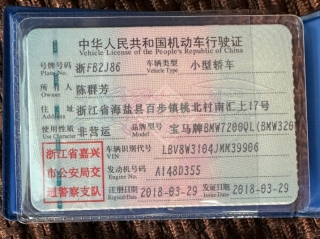 中华人民共和国机动车行驶证
Vehicle License of the People's Republic of China
号牌号码 浙FB2J86 车辆类型 小型轿车
Plate No. Vehicle Type
所有人 陈群芳
Owner
住址 浙江省海盐县百步镇桃北村南汇上17号
Address
使用性质 非营运 品牌型号 宝马牌BMW7200QL(BMW320
Use Character Model
浙江省嘉兴 车辆识别代号 LBV8W3104JMM39906
VIN
市公安局交 发动机号码 A148D355
Engine No.
通警察支队 注册日期 2018-03-29 发证日期 2018-03-29
Register Date Issue Date